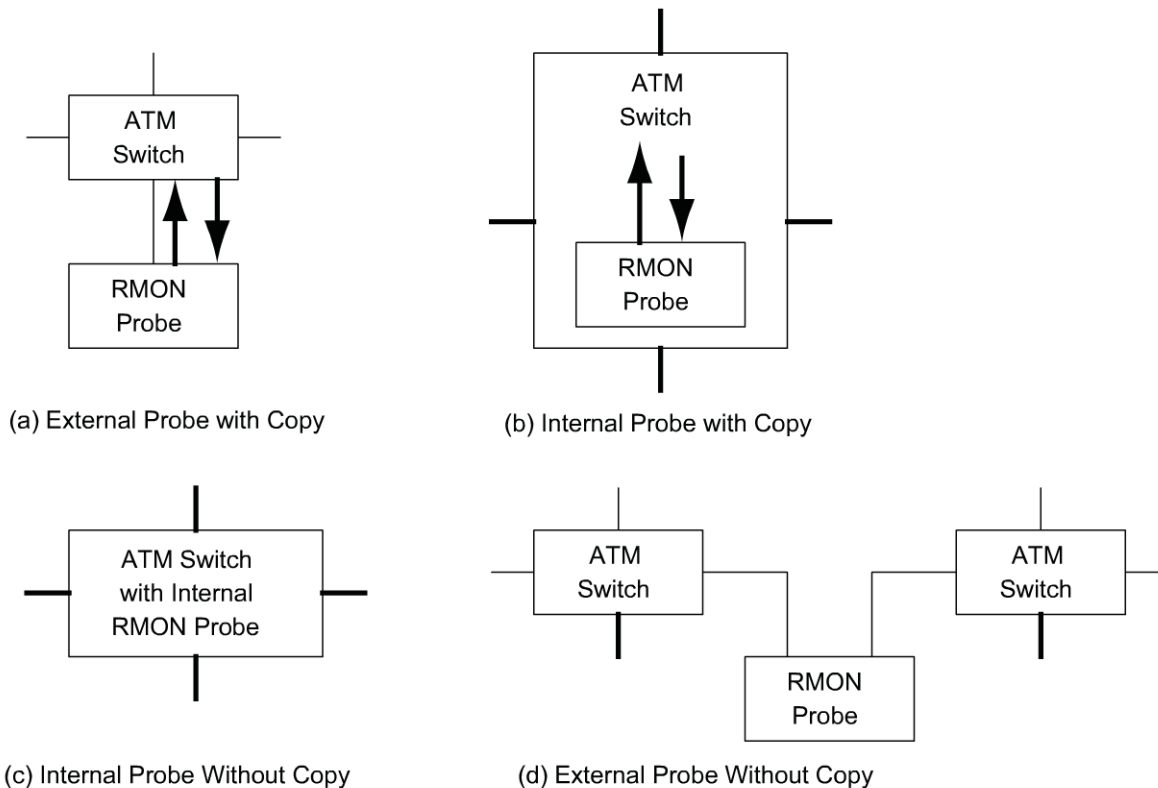 ATM
Switch
RMON
Probe
(a) External Probe with Copy
ATM
Switch
RMON
Probe
(b) Internal Probe with Copy
ATM Switch
with Internal
RMON Probe
(c) Internal Probe Without Copy
ATM
Switch
ATM
Switch
RMON
Probe
(d) External Probe Without Copy